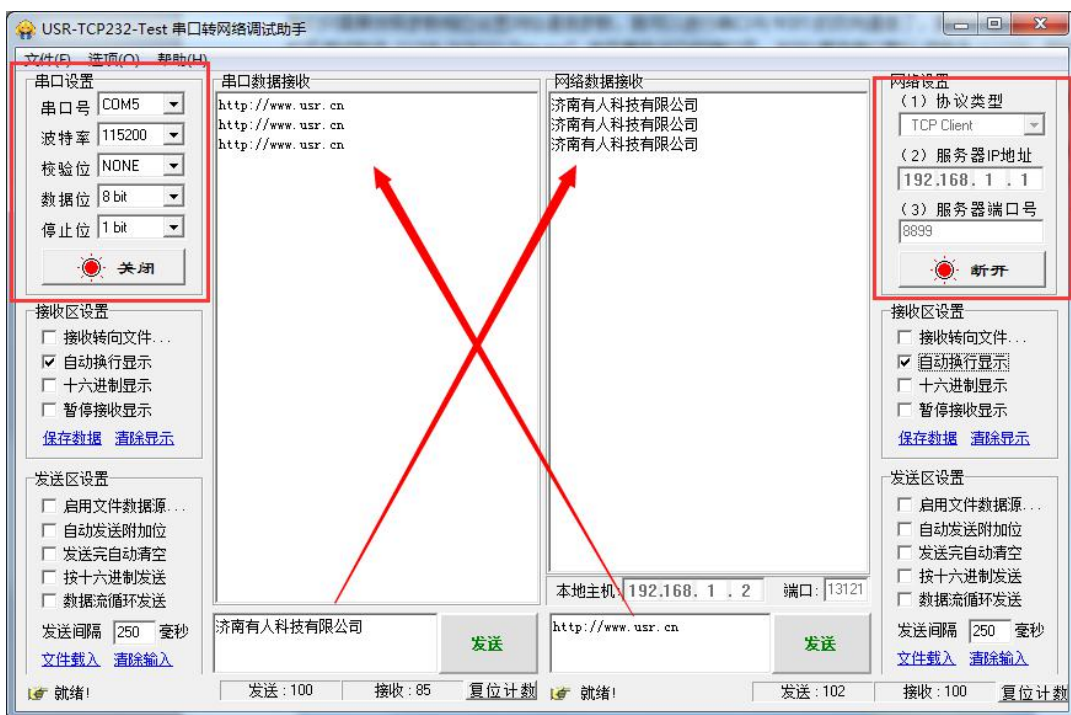 USR-TCP232-Test 串口转网络调试助手
文件(F) 选项(O) 帮助(H)
串口设置
串口号 COM5
波特率 115200
校验位 NONE
数据位 8 bit
停止位 1 bit
关闭
接收区设置
接收转向文件...
自动换行显示
十六进制显示
暂停接收显示
保存数据 清除显示
发送区设置
启用文件数据源...
自动发送附加位
发送完自动清空
按十六进制发送
数据流循环发送
发送间隔 250 毫秒
文件载入 清除输入
串口数据接收
http://www.usr.cn
http://www.usr.cn
http://www.usr.cn
济南有人科技有限公司
发送
网络数据接收
济南有人科技有限公司
济南有人科技有限公司
济南有人科技有限公司
本地主机: 192.168. 1 . 2 端口: 13121
http://www.usr.cn
发送
网络设置
(1) 协议类型
TCP Client
(2) 服务器IP地址
192.168. 1 . 1
(3) 服务器端口号
8899
断开
接收区设置
接收转向文件...
自动换行显示
十六进制显示
暂停接收显示
保存数据 清除显示
发送区设置
启用文件数据源...
自动发送附加位
发送完自动清空
按十六进制发送
数据流循环发送
发送间隔 250 毫秒
文件载入 清除输入
就绪! 发送:100 接收:85 复位计数
就绪! 发送:102 接收:100 复位计数